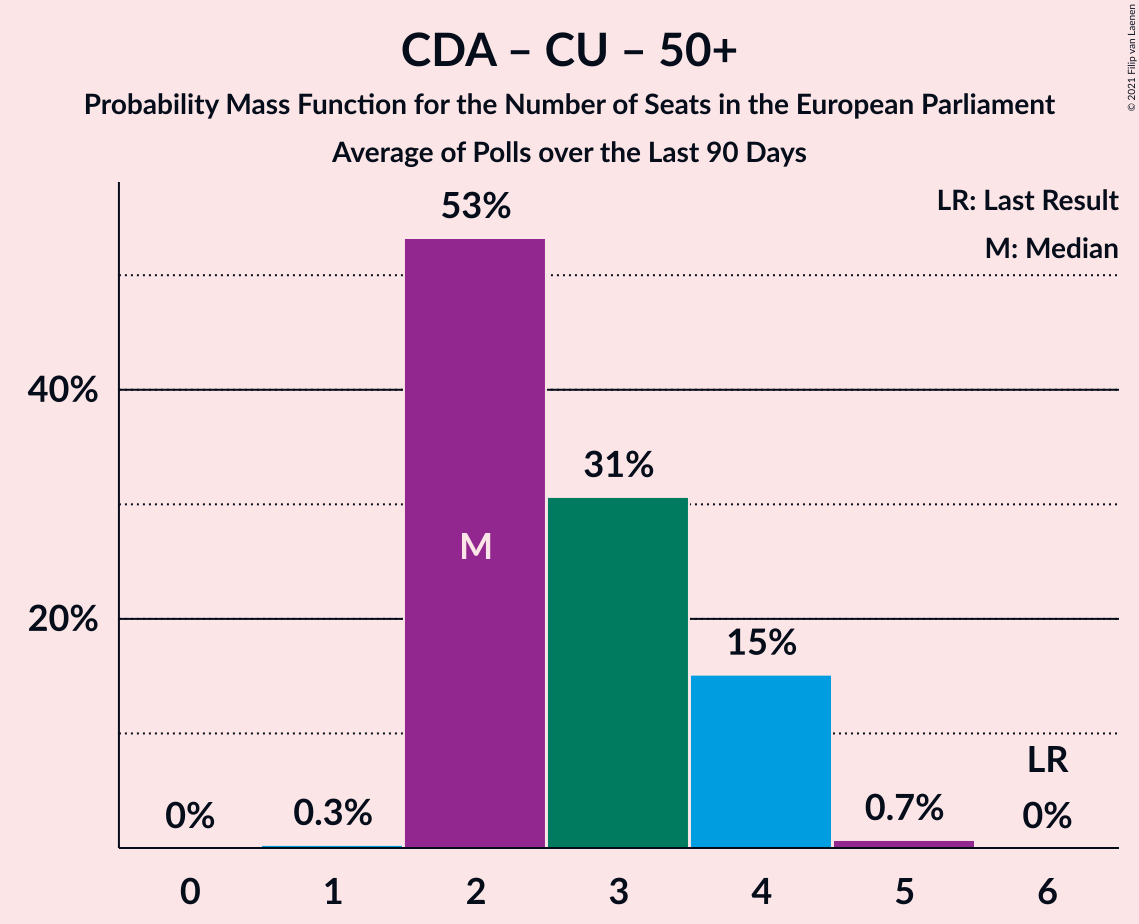 CDA – CU – 50+
Probability Mass Function for the Number of Seats in the European Parliament
Average of Polls over the Last 90 Days
© 2021 Filip van Laenen
LR: Last Result
M: Median
53%
40%
31%
M
20%
15%
LR
0%
0.3%
0.7%
0%
0 1 2 3 4 5 6